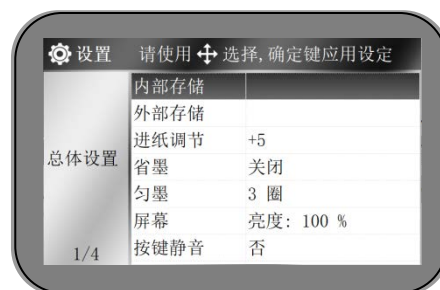 设置 请使用 选择,确定键应用设定
总体设置
1/4
内部存储
外部存储
进纸调节 +5
省墨 关闭
匀墨 3 圈
屏幕 亮度: 100 %
按键静音 否